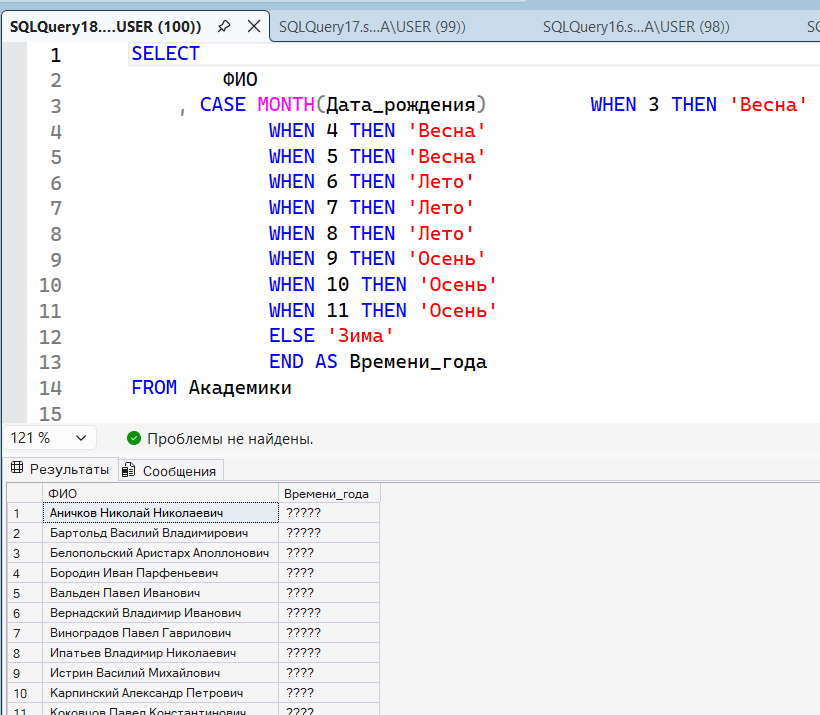 SQLQuery18....USER (100)) SQLQuery17.s...A\USER (99)) SQLQuery16.s...A\USER (98)) SC
1 SELECT
2 ФИО
3 , CASE MONTH(Дата_рождения) WHEN 3 THEN 'Весна'
4 WHEN 4 THEN 'Весна'
5 WHEN 5 THEN 'Весна'
6 WHEN 6 THEN 'Лето'
7 WHEN 7 THEN 'Лето'
8 WHEN 8 THEN 'Лето'
9 WHEN 9 THEN 'Осень'
10 WHEN 10 THEN 'Осень'
11 WHEN 11 THEN 'Осень'
12 ELSE 'Зима'
13 END AS Времени_года
14 FROM Академики
15
121 % Проблемы не найдены.
Результаты Сообщения
ФИО Времени_года
1 Аничков Николай Николаевич ?????
2 Бартольд Василий Владимирович ?????
3 Белопольский Аристарх Аполлонович ????
4 Бородин Иван Парфеньевич ????
5 Вальден Павел Иванович ????
6 Вернадский Владимир Иванович ?????
7 Виноградов Павел Гаврилович ?????
8 Ипатьев Владимир Николаевич ?????
9 Истрин Василий Михайлович ????
10 Карпинский Александр Петрович ????
11 Коковцов Павел Константинович ????